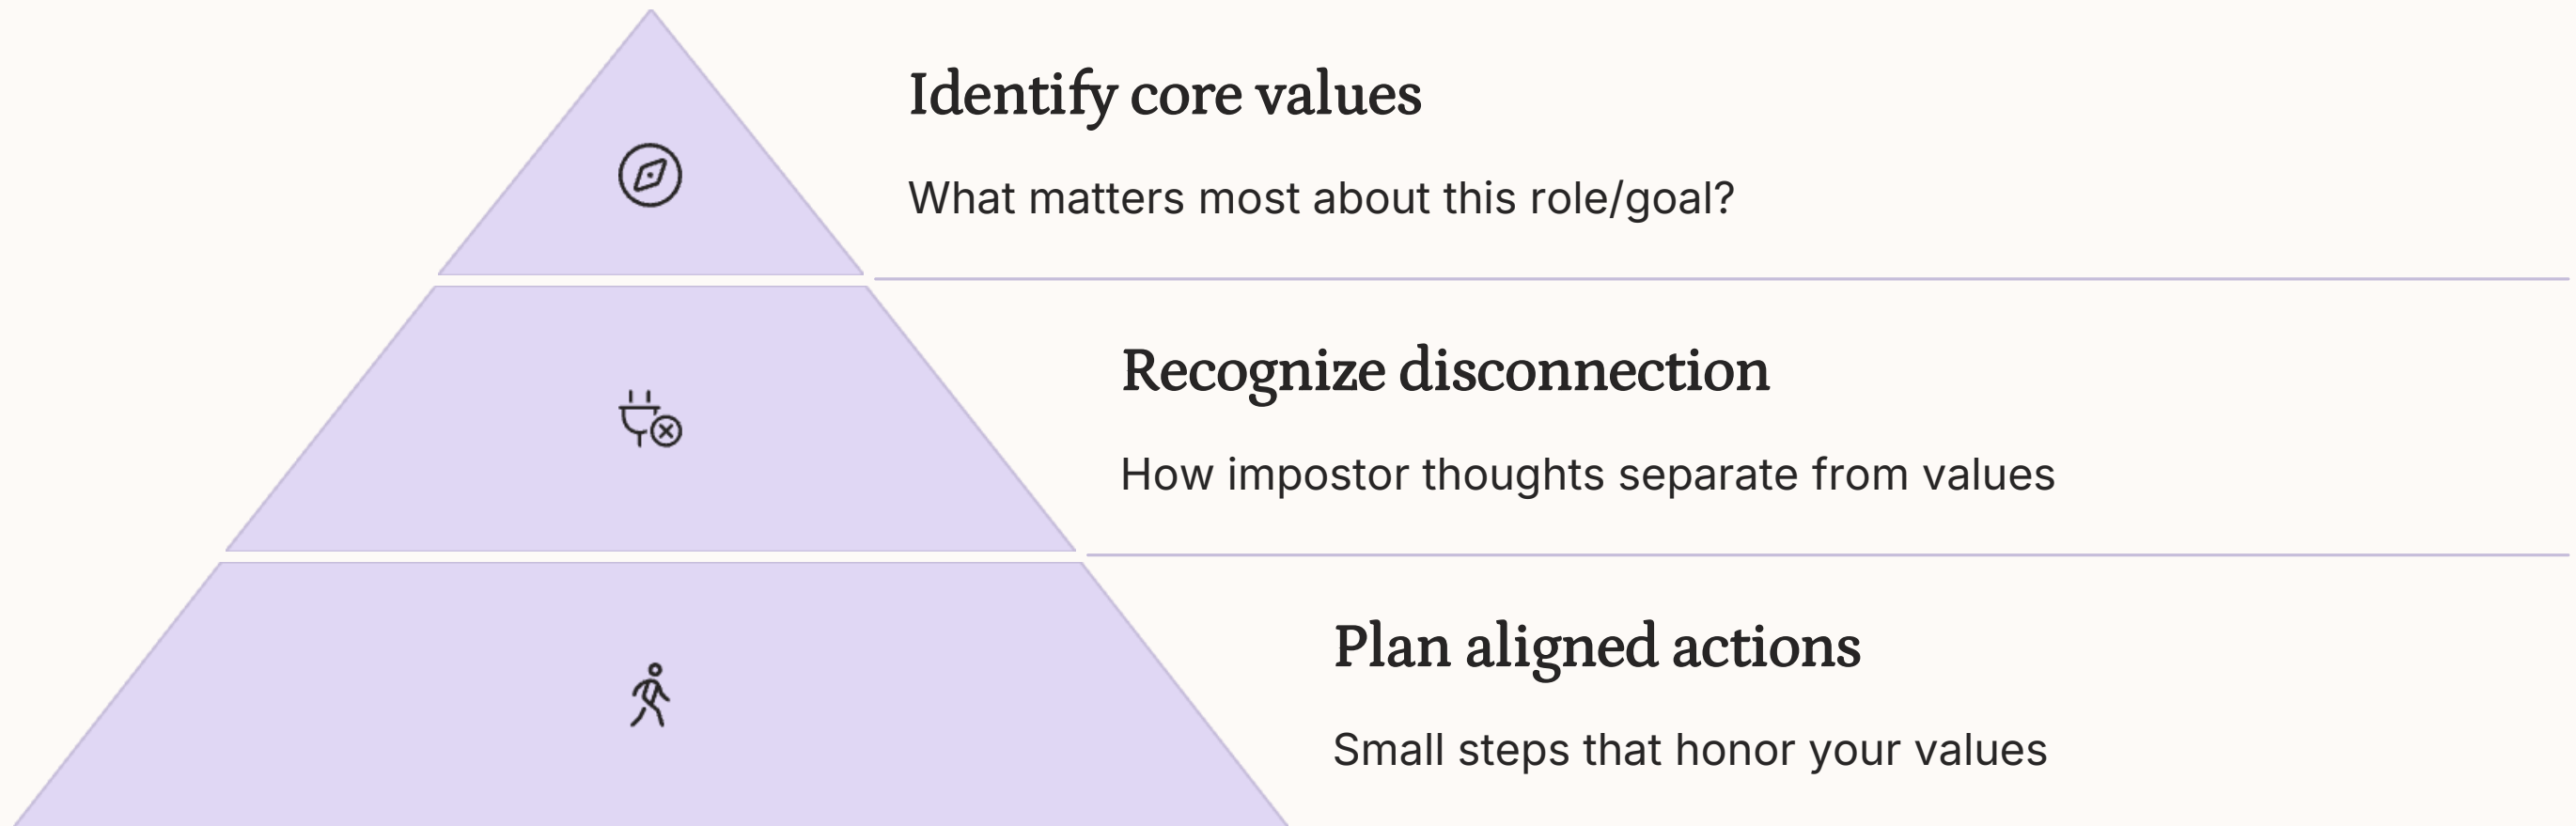 Identify core values
What matters most about this role/goal?
Recognize disconnection
How impostor thoughts separate from values
Plan aligned actions
Small steps that honor your values